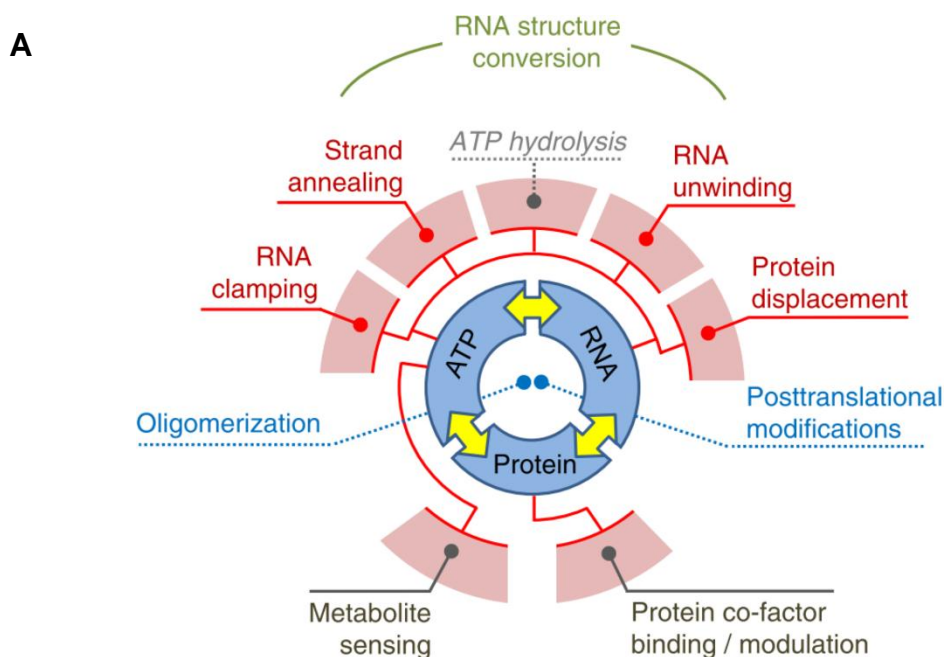 A
RNA structure
conversion
ATP hydrolysis
Strand
annealing
RNA
unwinding
RNA
clamping
Protein
displacement
ATP
RNA
Protein
Oligomerization
Posttranslational
modifications
Metabolite
sensing
Protein co-factor
binding / modulation